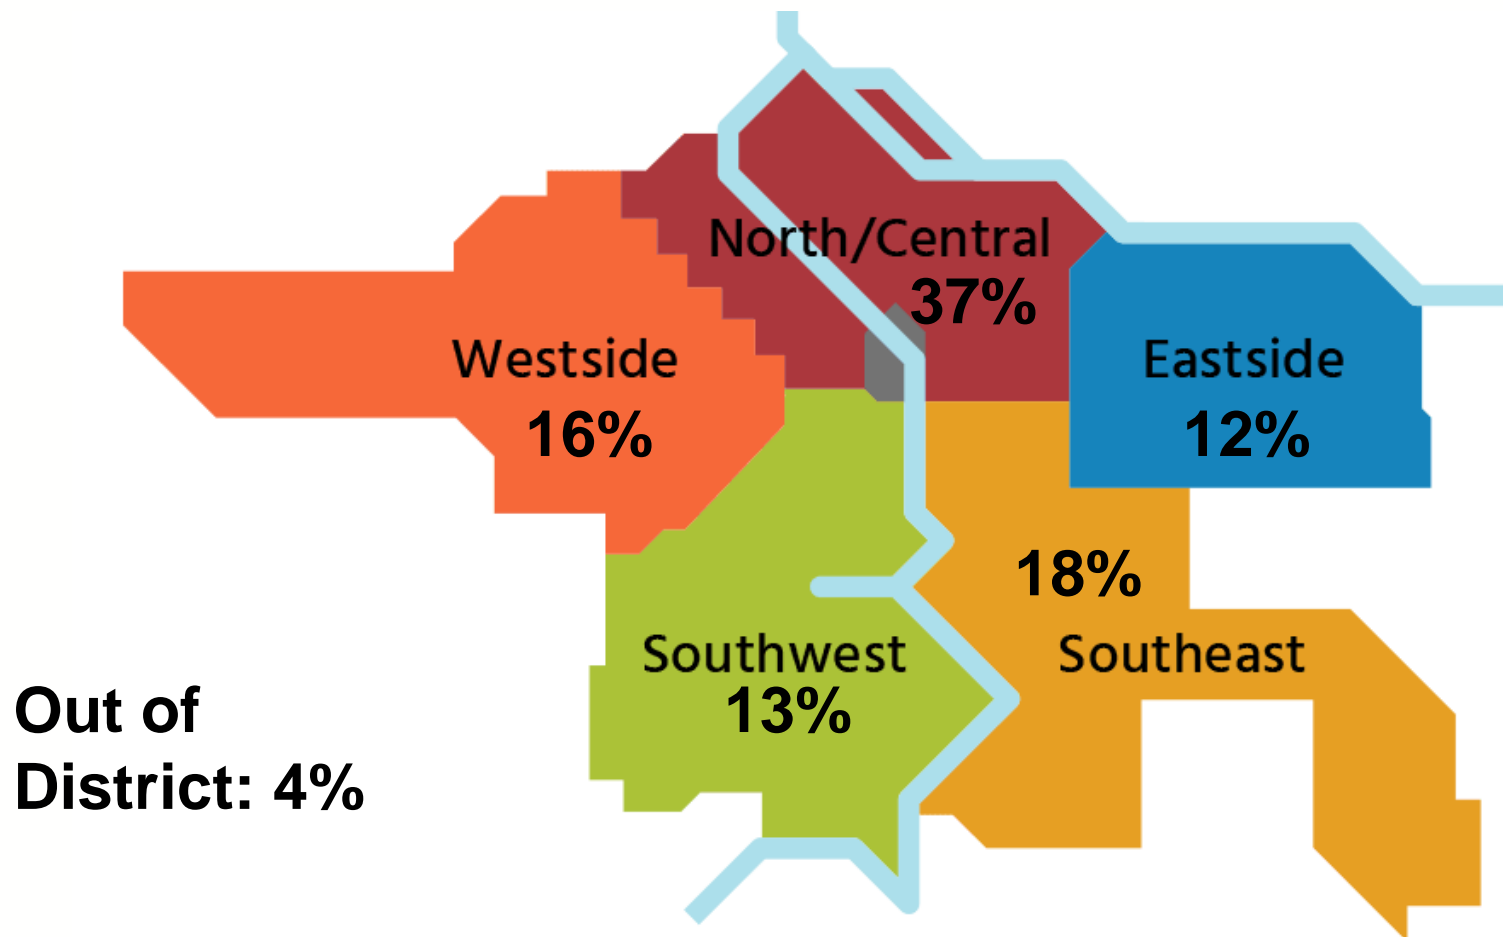 North/Central
37%
Westside
16%
Eastside
12%
18%
Southeast
Southwest
13%
Out of
District: 4%